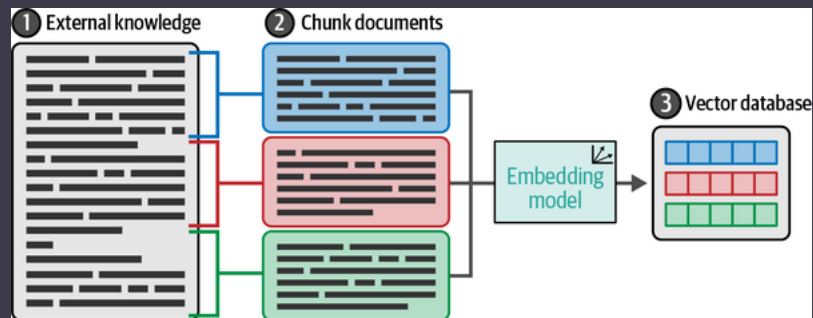 1 External knowledge
2 Chunk documents
3 Vector database
Embedding
model